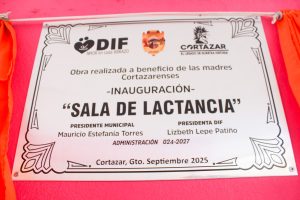 DIF
CORTAZAR
Obra realizada a beneficio de las madres
Cortazarenses
-INAUGURACIÓN-
"SALA DE LACTANCIA"
PRESIDENTE MUNICIPAL
Mauricio Estefanía Torres
PRESIDENTA DIF
Lizbeth Lepe Patiño
ADMINISTRACIÓN 024-2027
Cortazar, Gto. Septiembre 2025